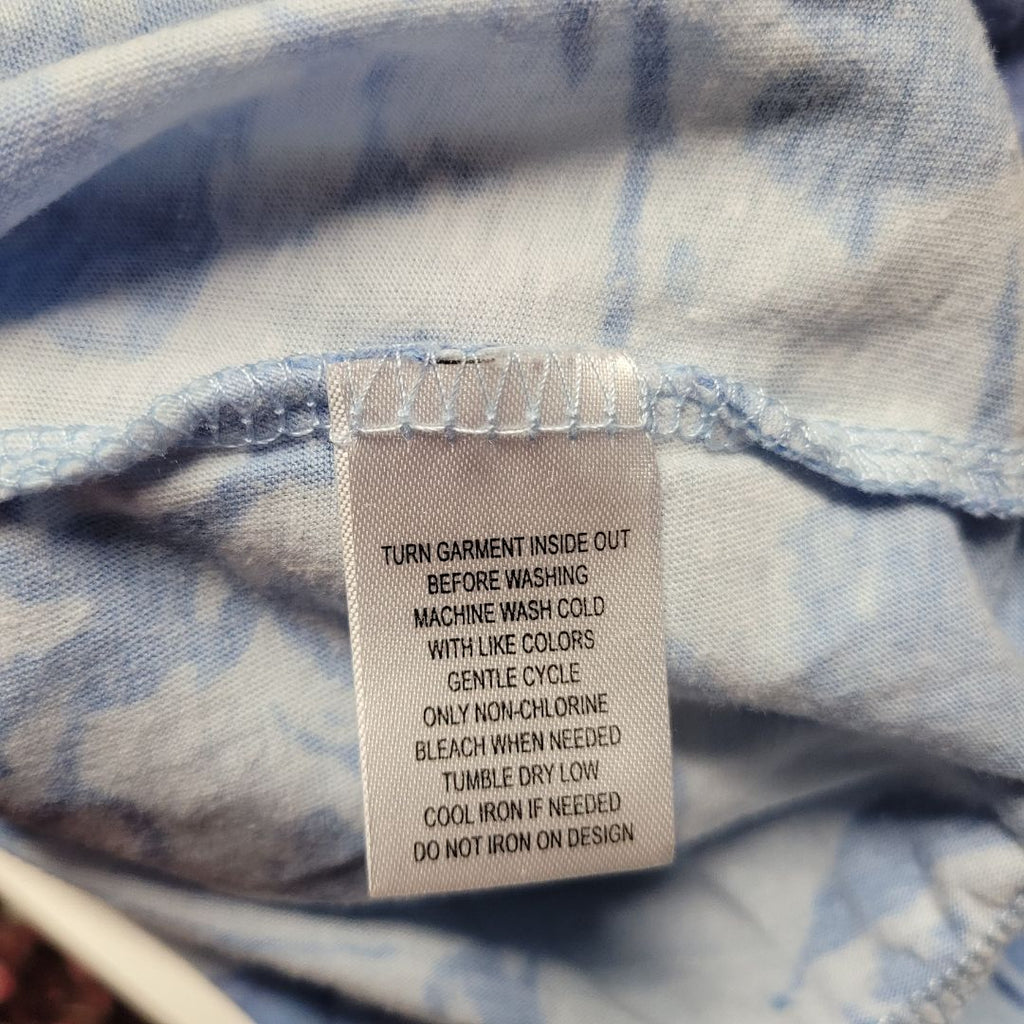 TURN GARMENT INSIDE OUT
BEFORE WASHING
MACHINE WASH COLD
WITH LIKE COLORS
GENTLE CYCLE
ONLY NON-CHLORINE
BLEACH WHEN NEEDED
TUMBLE DRY LOW
COOL IRON IF NEEDED
DO NOT IRON ON DESIGN